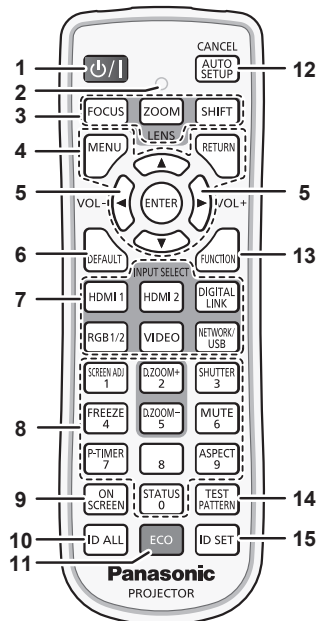 CANCEL
1 ⏻/I AUTO SETUP 12
2
3 FOCUS ZOOM SHIFT
LENS
4 MENU RETURN
5 ▲ 5
VOL- ◀ ENTER ▶ VOL+
▼
6 DEFAULT FUNCTION 13
INPUT SELECT
7 HDMI 1 HDMI 2 DIGITAL LINK
RGB1/2 VIDEO NETWORK/ USB
SCREEN ADJ 1 D.ZOOM+ 2 SHUTTER 3
8 FREEZE 4 D.ZOOM- 5 MUTE 6
P-TIMER 7 8 ASPECT 9
9 ON SCREEN STATUS 0 TEST PATTERN 14
10 ID ALL ECO ID SET 15
11
Panasonic
PROJECTOR